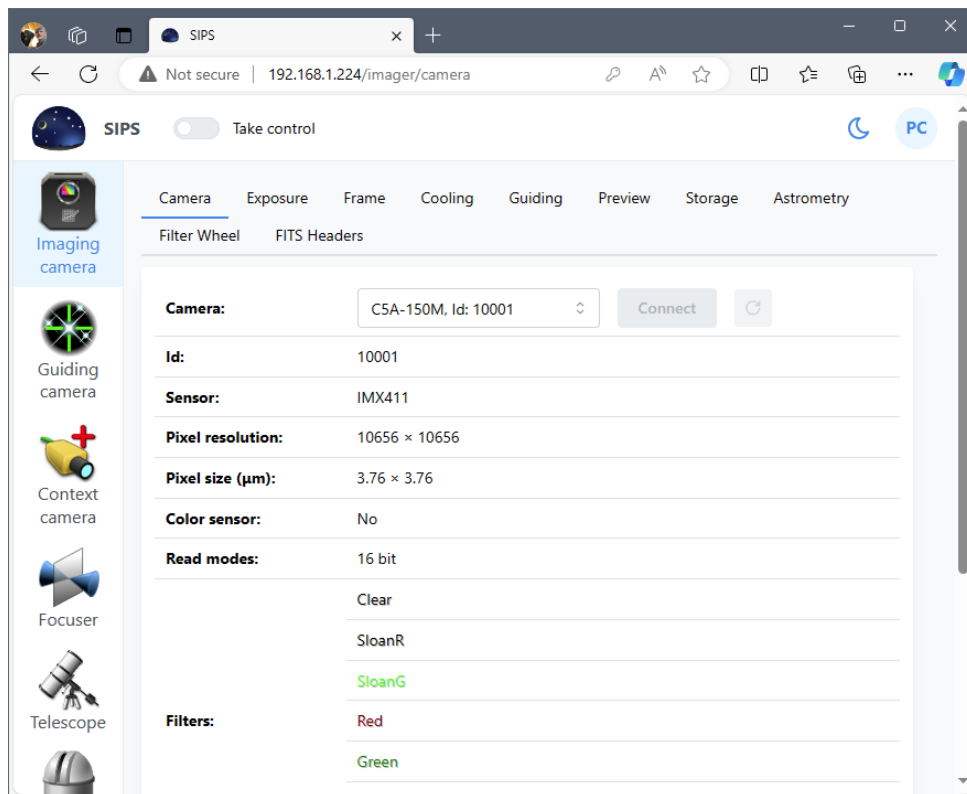 SIPS
Not secure 192.168.1.224/imager/camera
SIPS Take control PC
Camera Exposure Frame Cooling Guiding Preview Storage Astrometry
Filter Wheel FITS Headers
Imaging
camera
Guiding
camera
Context
camera
Focuser
Telescope
Camera: C5A-150M, Id: 10001 Connect
Id: 10001
Sensor: IMX411
Pixel resolution: 10656 × 10656
Pixel size (μm): 3.76 × 3.76
Color sensor: No
Read modes: 16 bit
Filters:
Clear
SloanR
SloanG
Red
Green